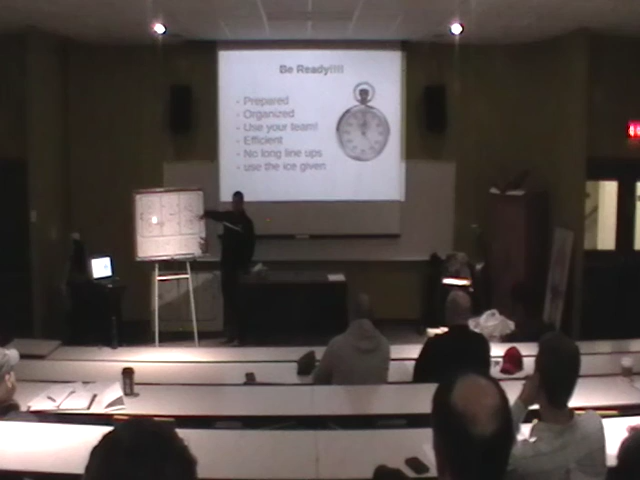 Be Ready!!!!
- Prepared
- Organized
- Use your team!
- Efficient
- No long line ups
- use the ice given